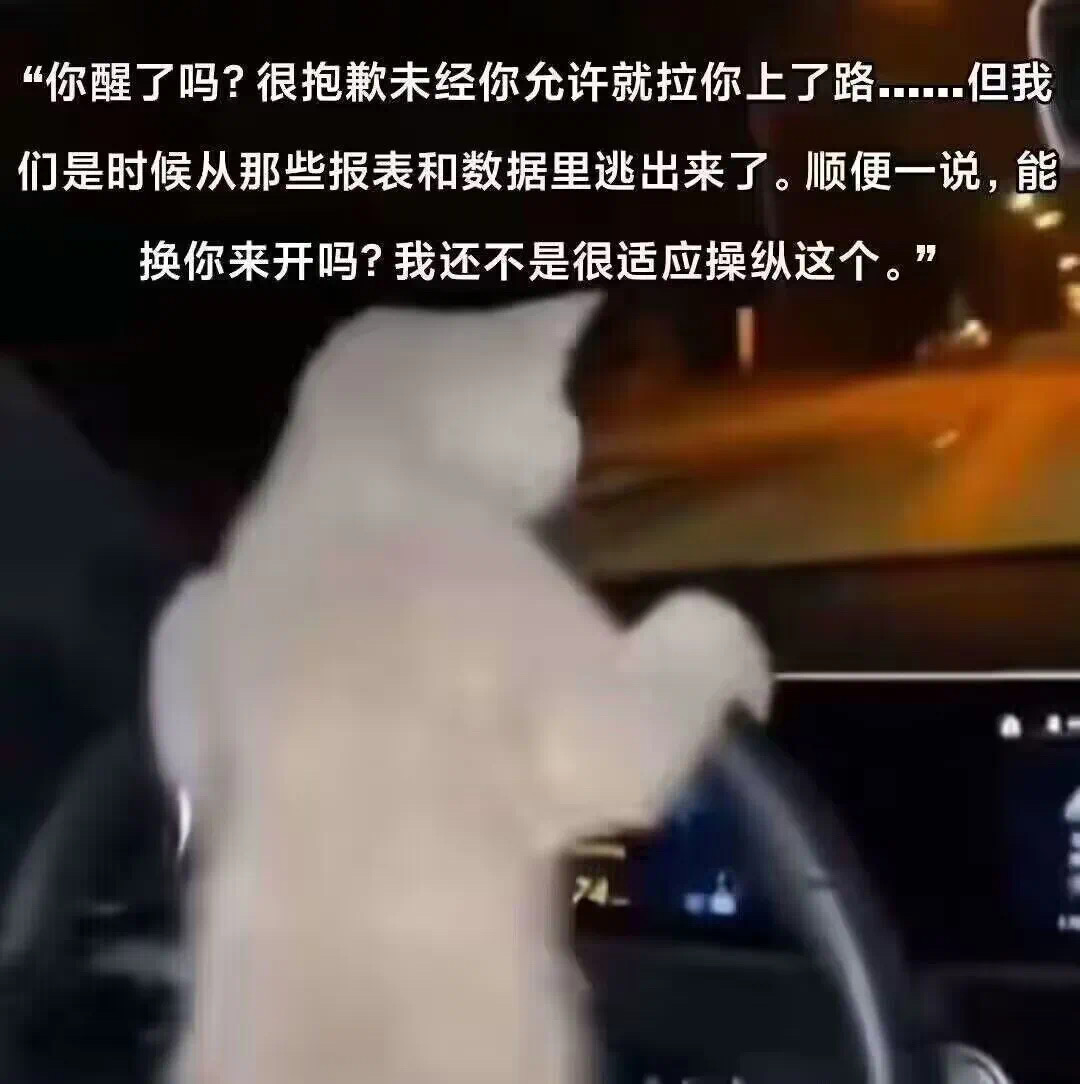 “你醒了吗？很抱歉未经你允许就拉你上了路……但我
们是时候从那些报表和数据里逃出来了。顺便一说，能
换你来开吗？我还不是很适应操纵这个。”
74